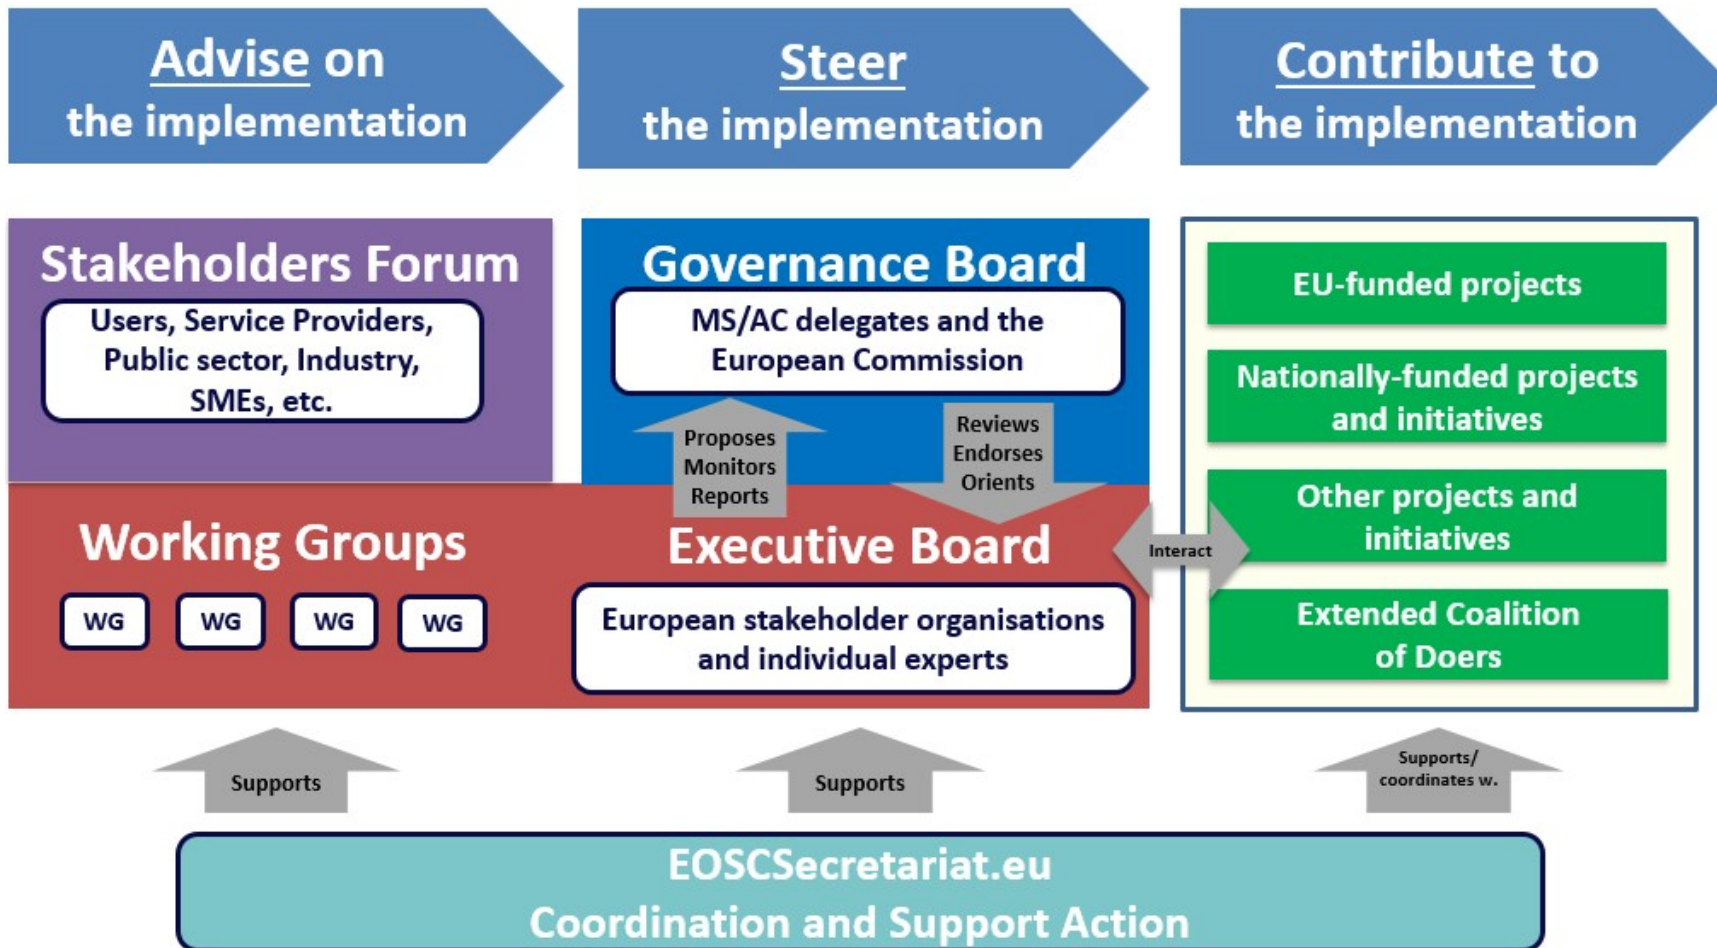 Advise on
the implementation
Steer
the implementation
Contribute to
the implementation
Stakeholders Forum
Users, Service Providers,
Public sector, Industry,
SMEs, etc.
Governance Board
MS/AC delegates and the
European Commission
Proposes
Monitors
Reports
Reviews
Endorses
Orients
EU-funded projects
Nationally-funded projects
and initiatives
Other projects and
initiatives
Extended Coalition
of Doers
Working Groups
WG
WG
WG
WG
Executive Board
European stakeholder organisations
and individual experts
Interact
Supports
Supports
Supports/
coordinates w.
EOSCSecretariat.eu
Coordination and Support Action